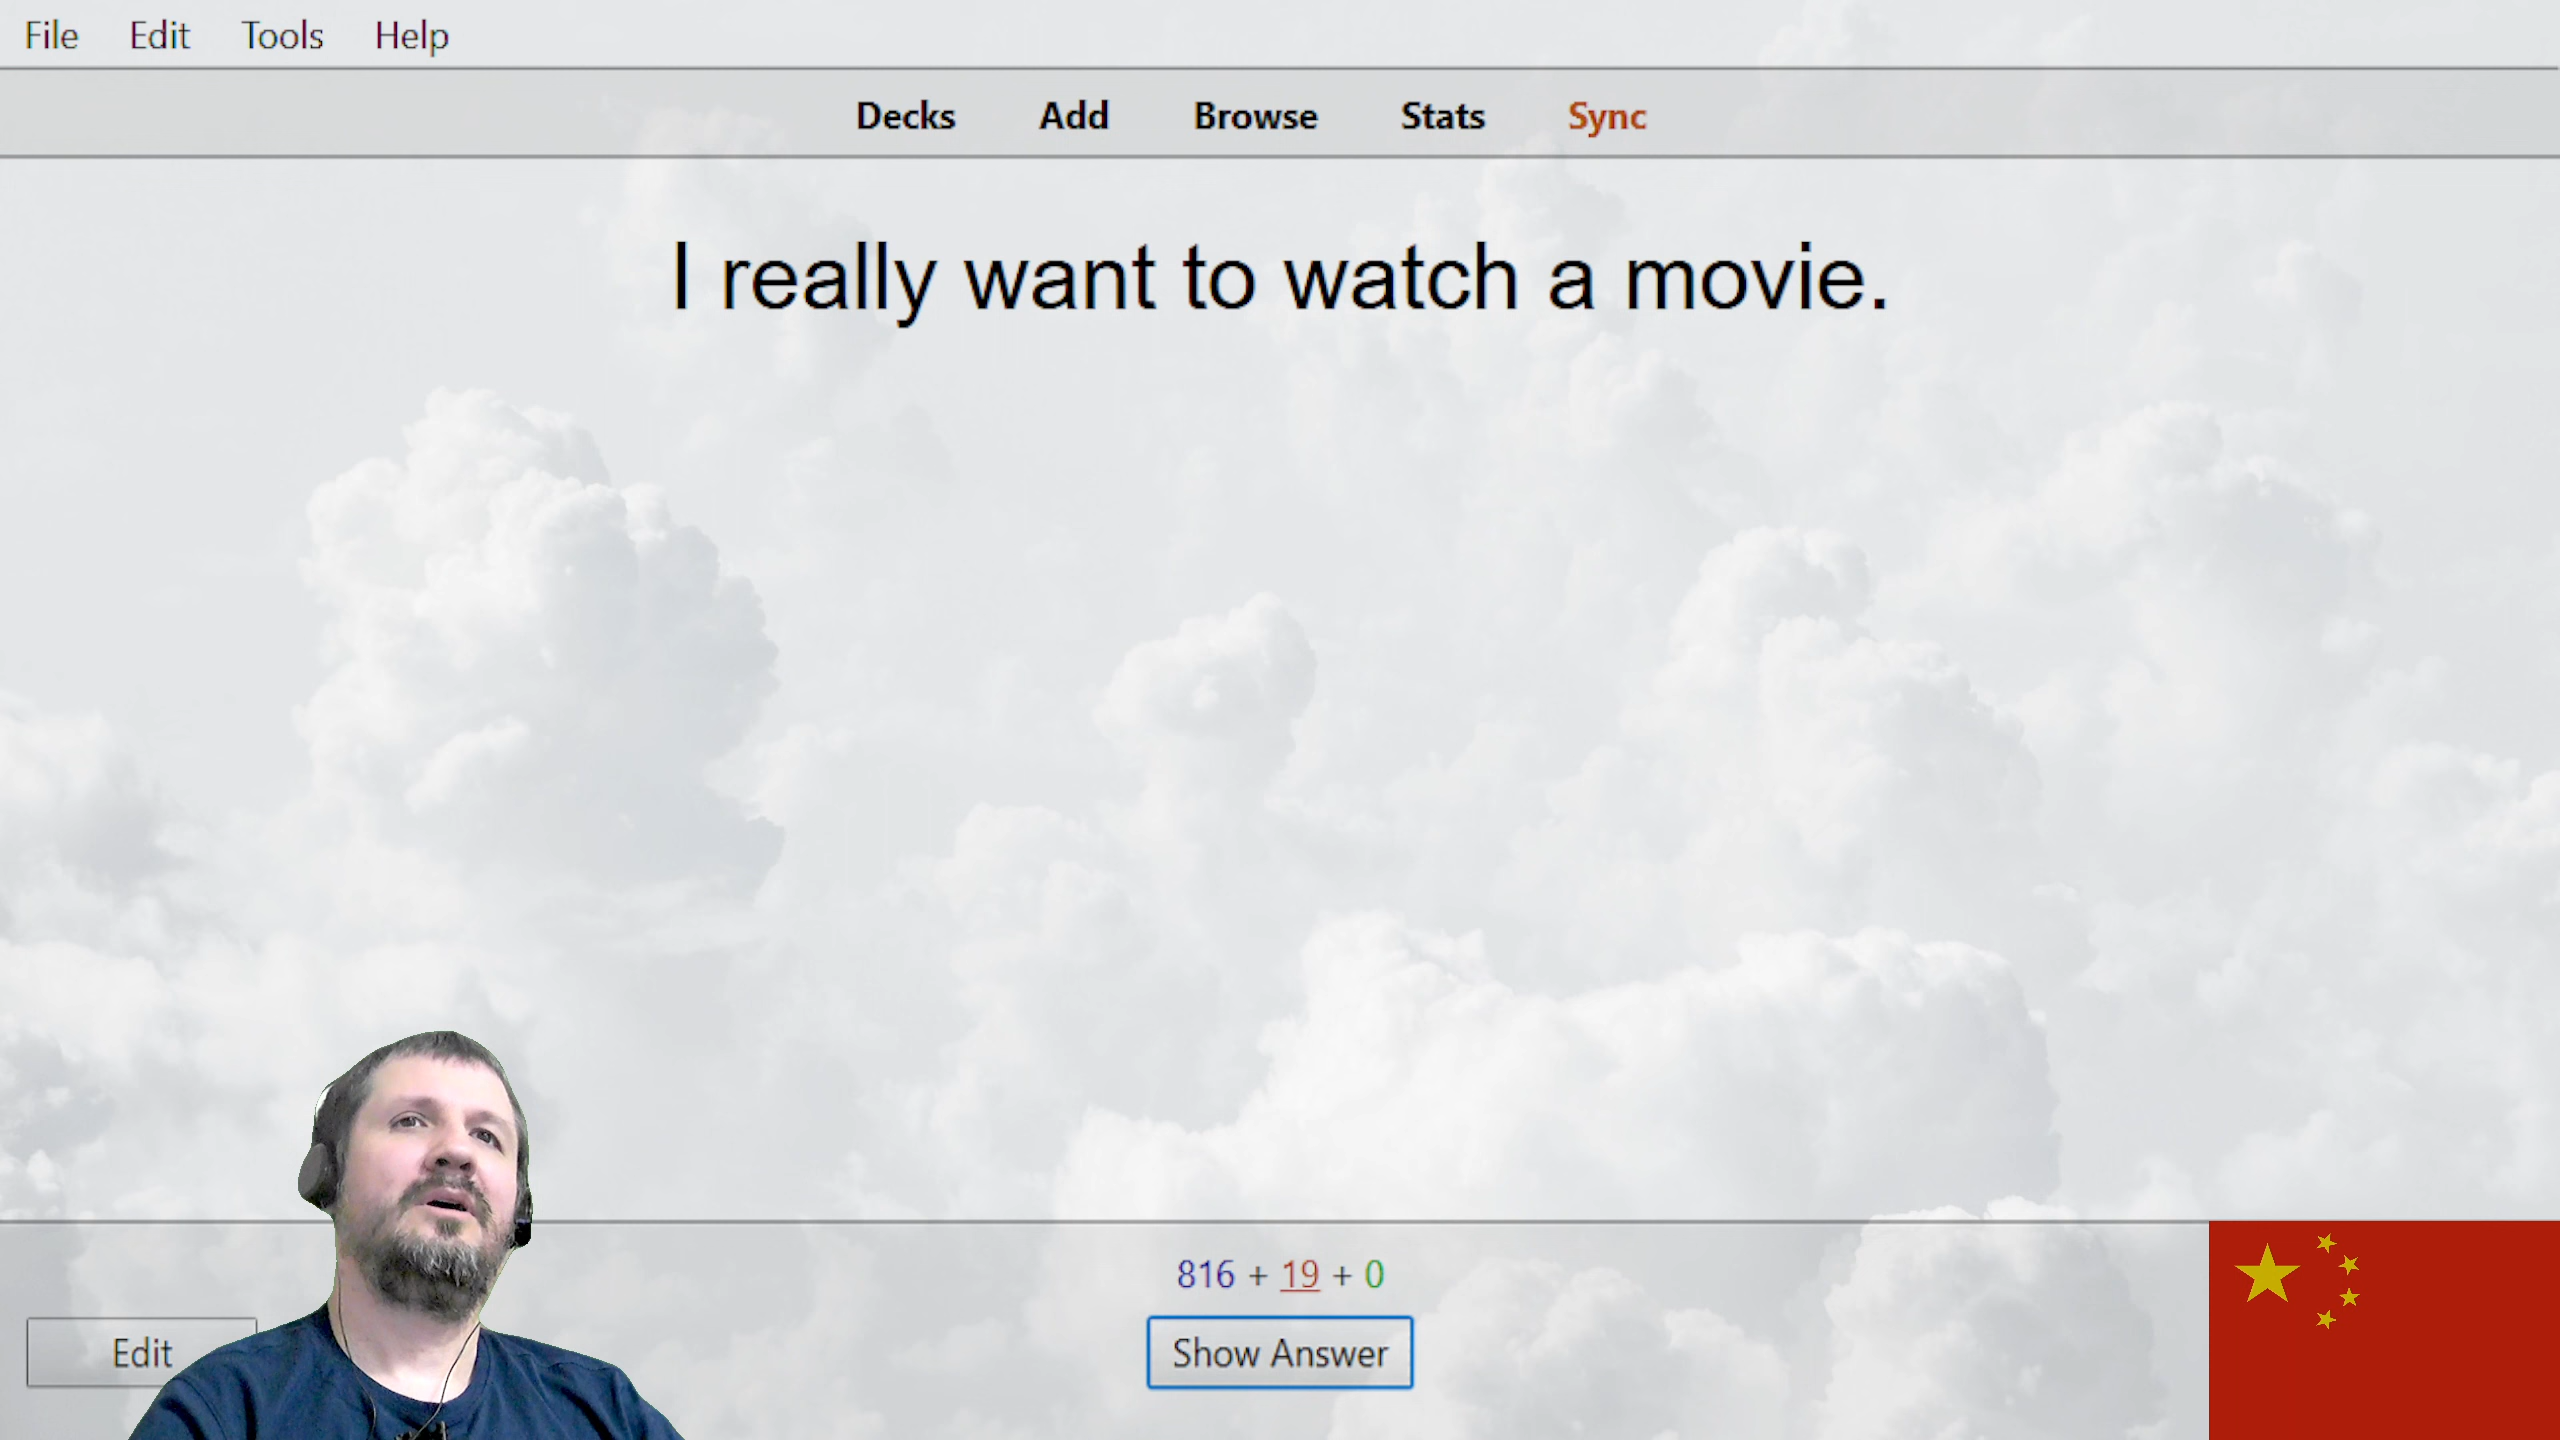 File Edit Tools Help
Decks Add Browse Stats Sync
I really want to watch a movie.
816 + 19 + 0
Edit
Show Answer